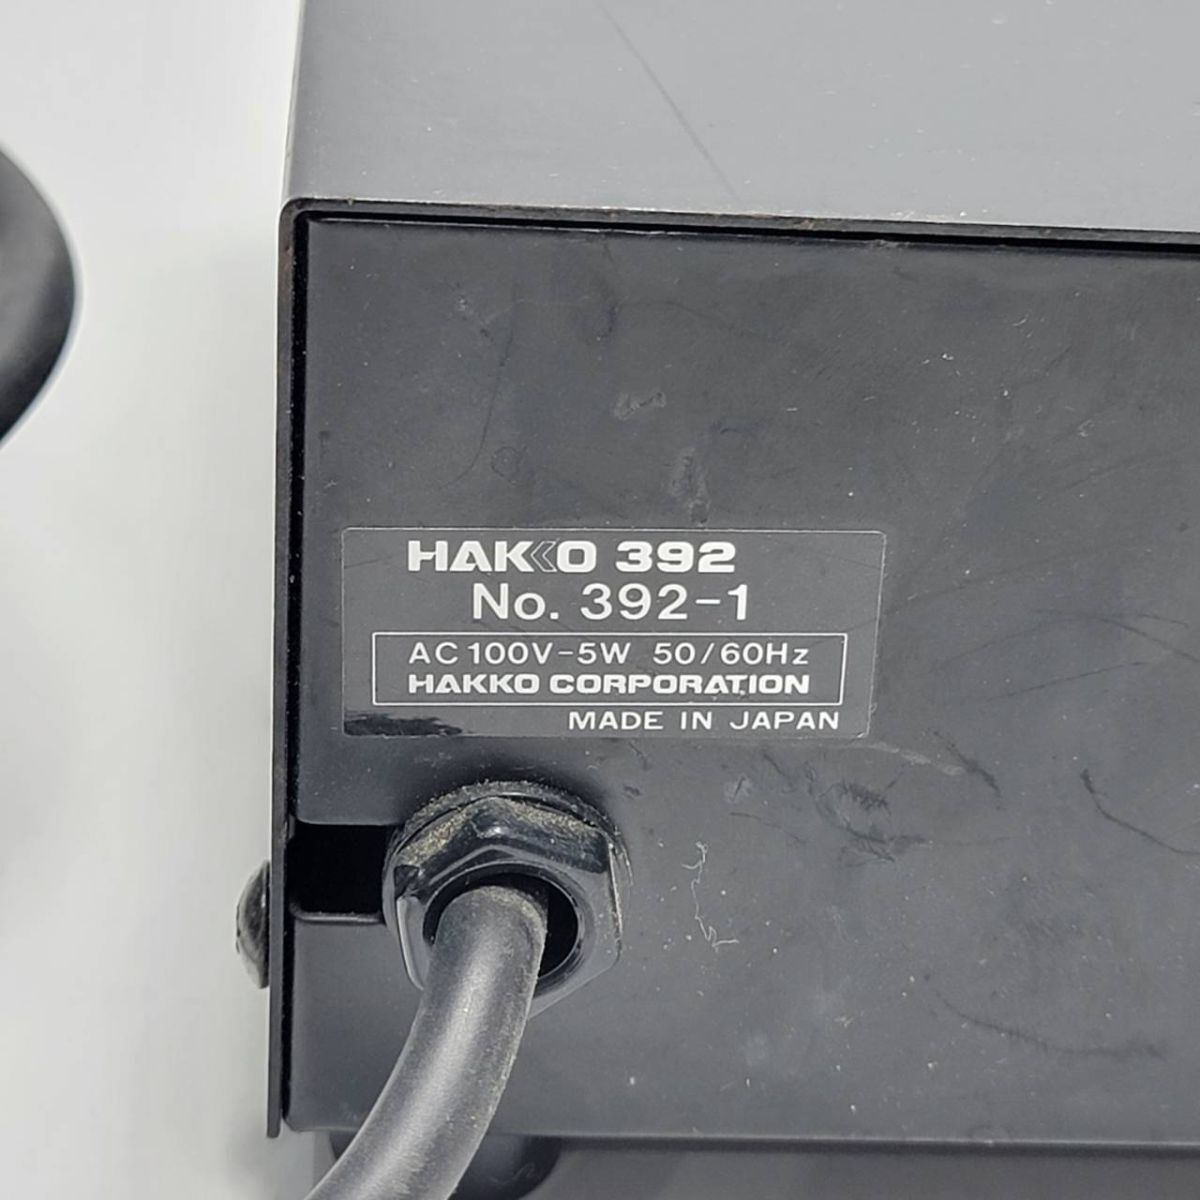 HAKKO 392
No. 392-1
AC 100V-5W 50/60Hz
HAKKO CORPORATION
MADE IN JAPAN